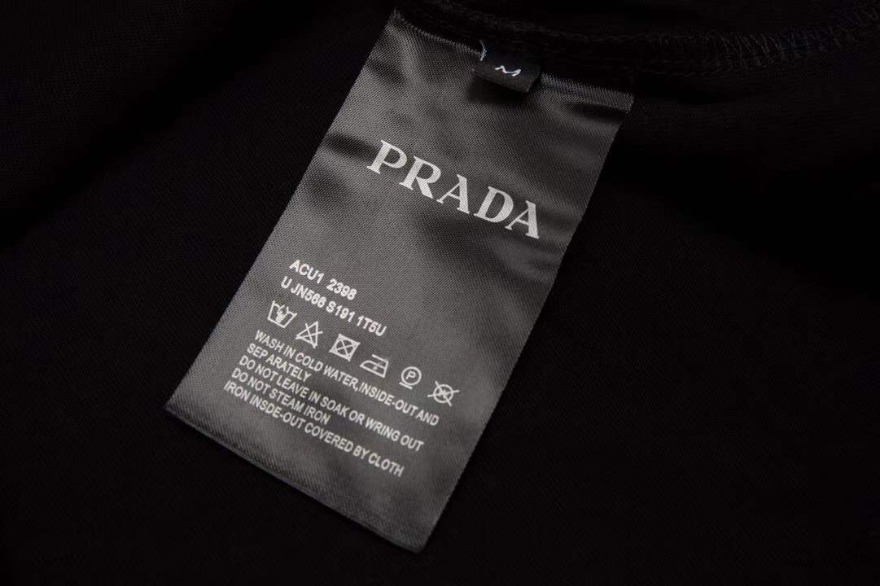 M
PRADA
ACU1 2398
U JN566 S191 1T5U
P
WASH IN COLD WATER,INSIDE-OUT AND
SEPARATELY
DO NOT LEAVE IN SOAK OR WRING OUT
DO NOT STEAM IRON
IRON INSDE-OUT COVERED BY CLOTH